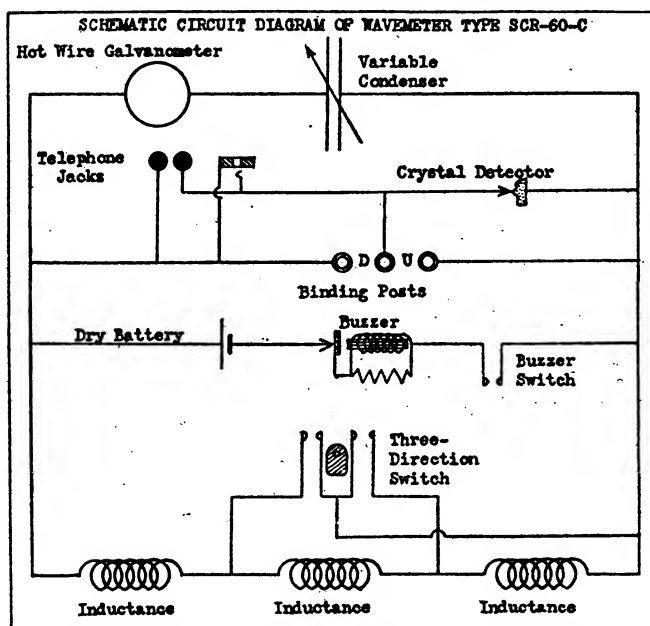 SCHEMATIC CIRCUIT DIAGRAM OF WAVEMETER TYPE SCR-60-C
Hot Wire Galvanometer
Variable
Condenser
Telephone
Jacks
Crystal Detector
D U
Binding Posts
Dry Battery
Buzzer
Buzzer
Switch
Three-
Direction
Switch
Inductance Inductance Inductance